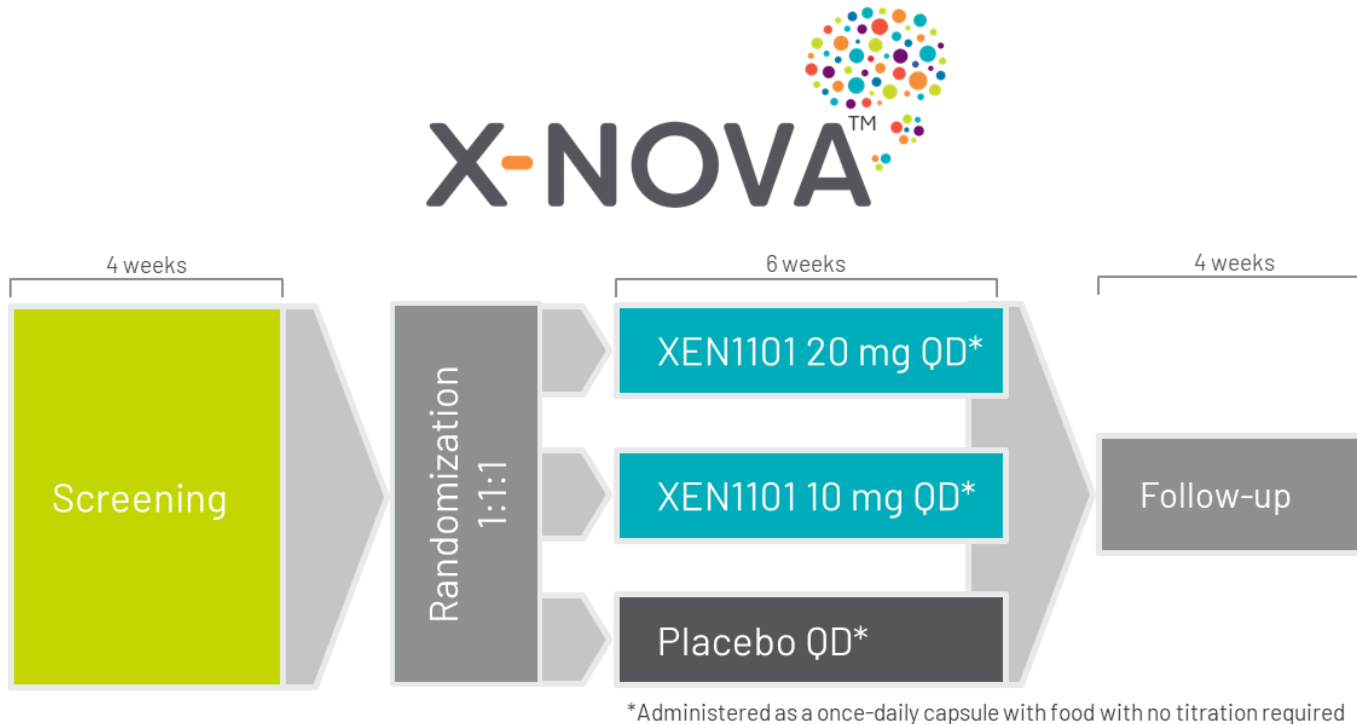 X-NOVA™
4 weeks
6 weeks
4 weeks
Screening
Randomization
1:1:1
XEN1101 20 mg QD*
XEN1101 10 mg QD*
Placebo QD*
Follow-up
*Administered as a once-daily capsule with food with no titration required